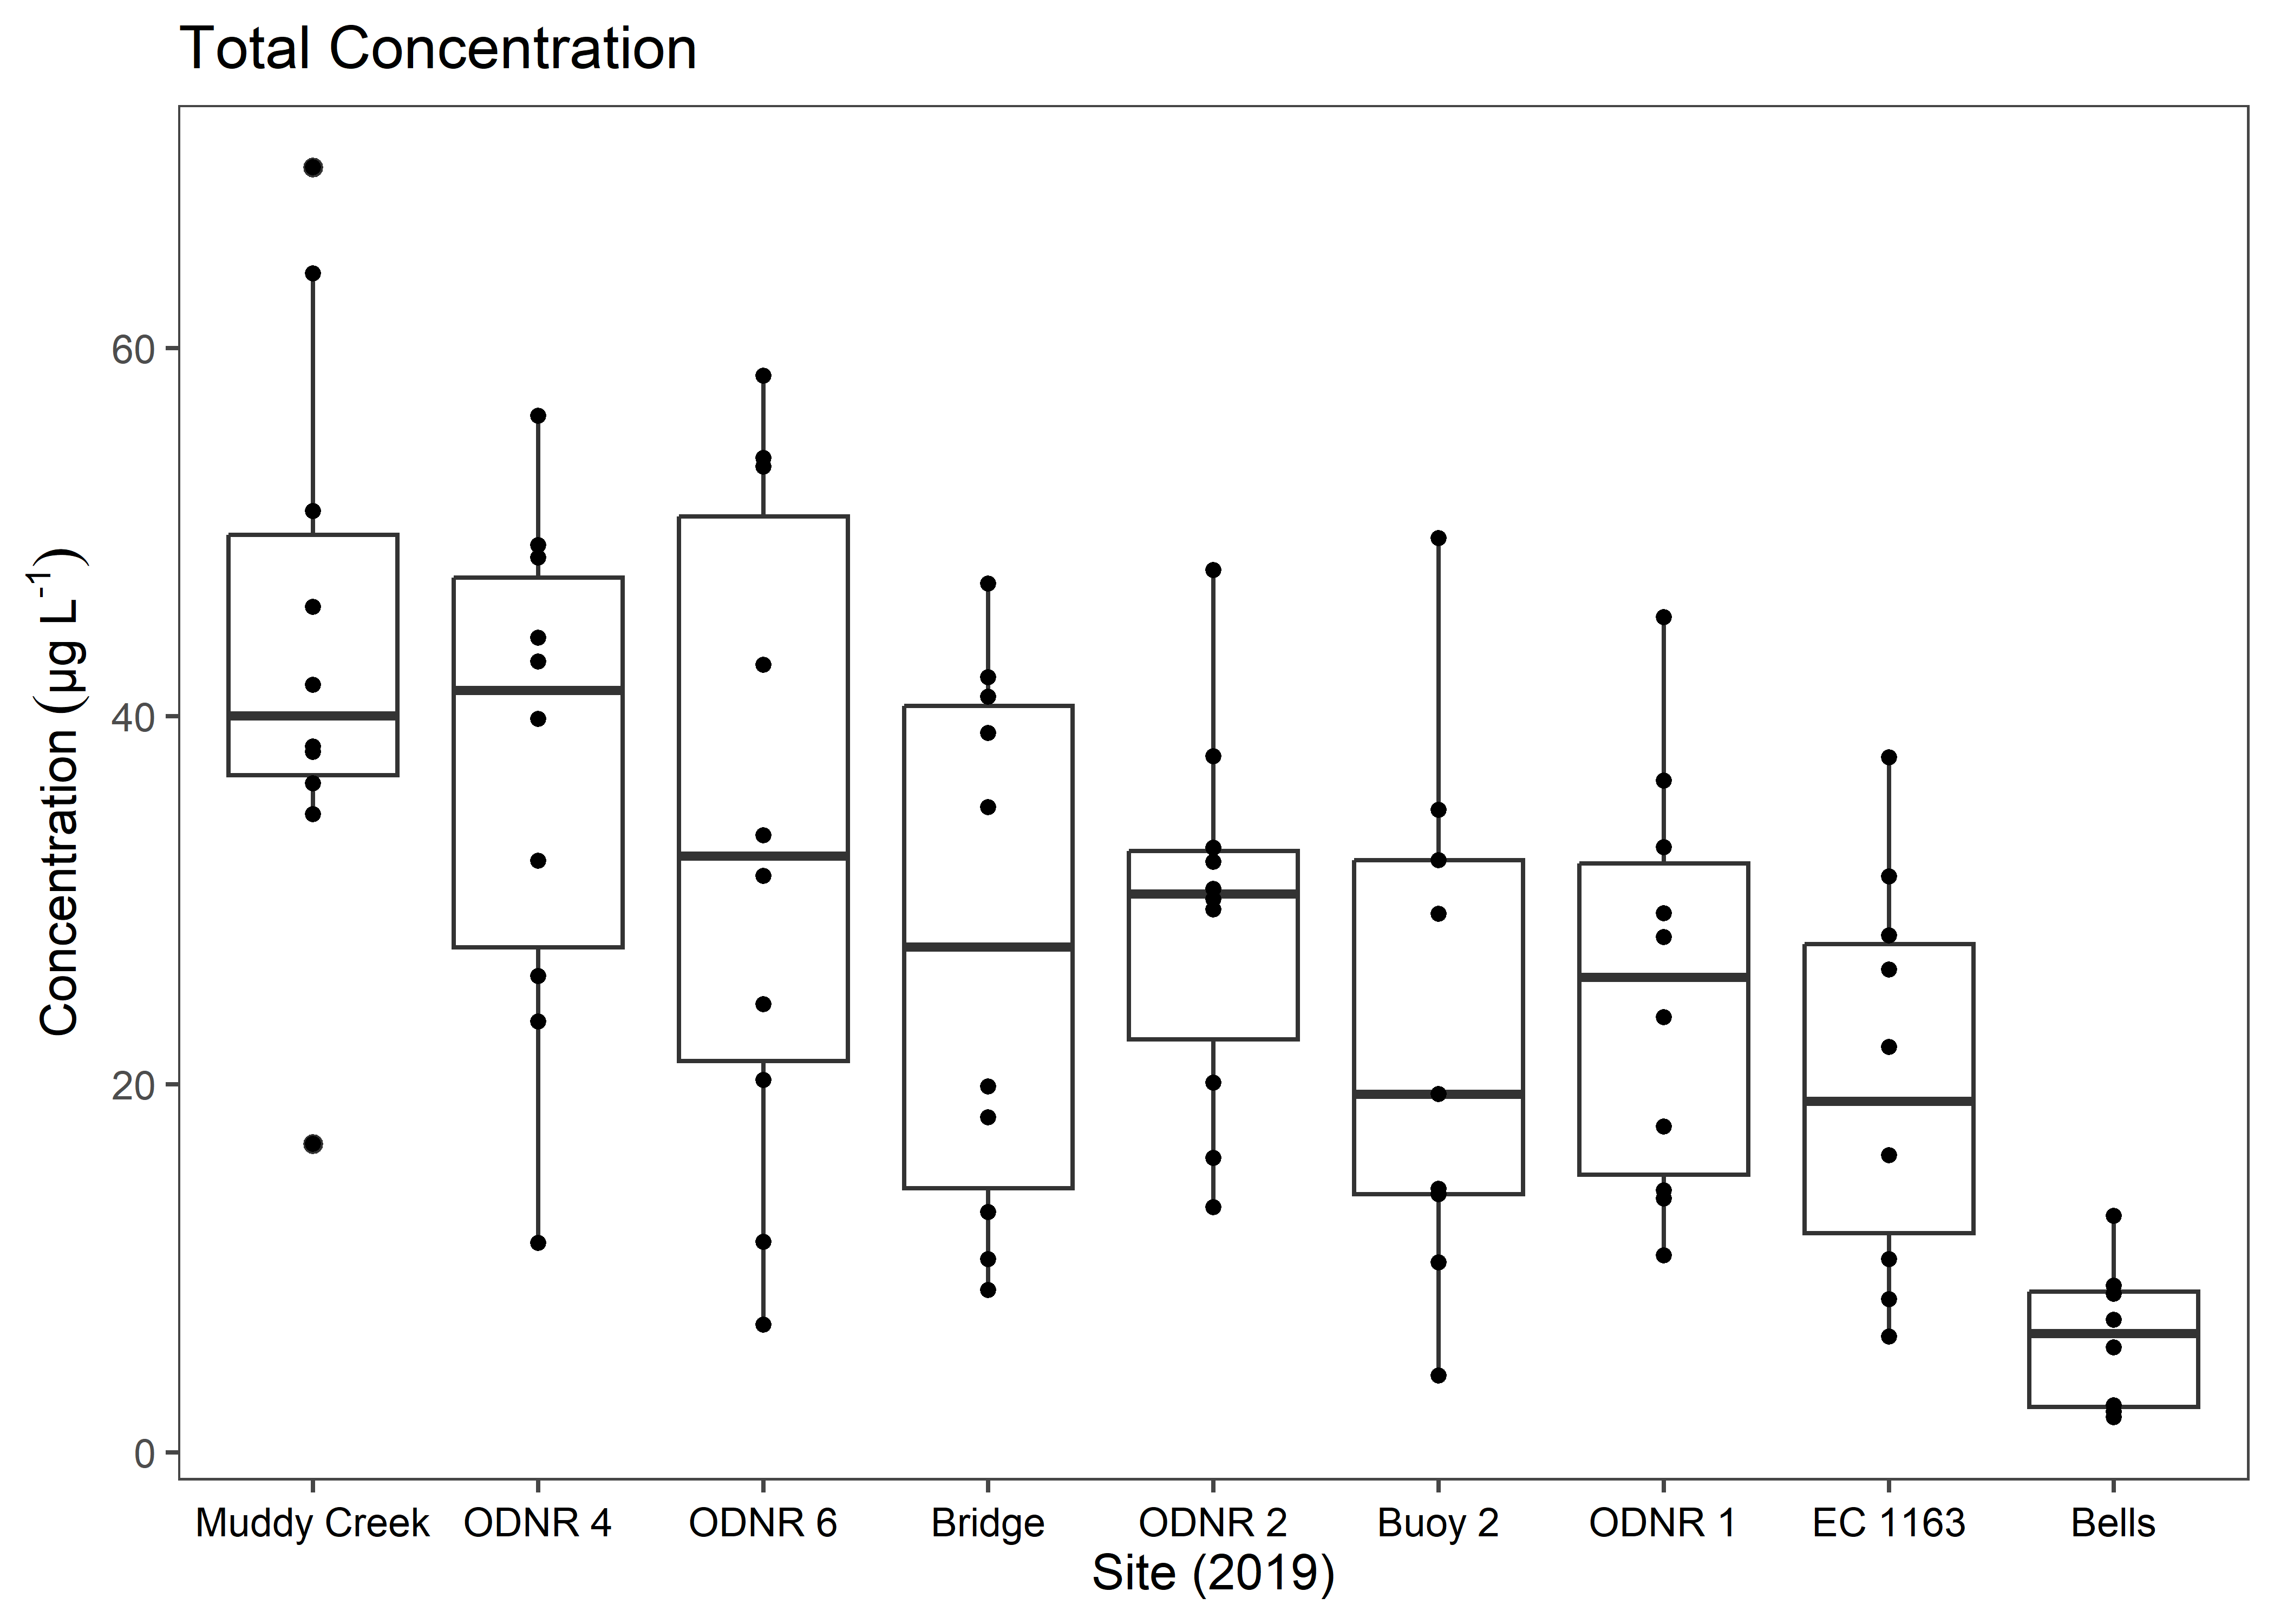 Total Concentration
60
40
20
0
Concentration (µg L⁻¹)
Muddy Creek ODNR 4 ODNR 6 Bridge ODNR 2 Buoy 2 ODNR 1 EC 1163 Bells
Site (2019)